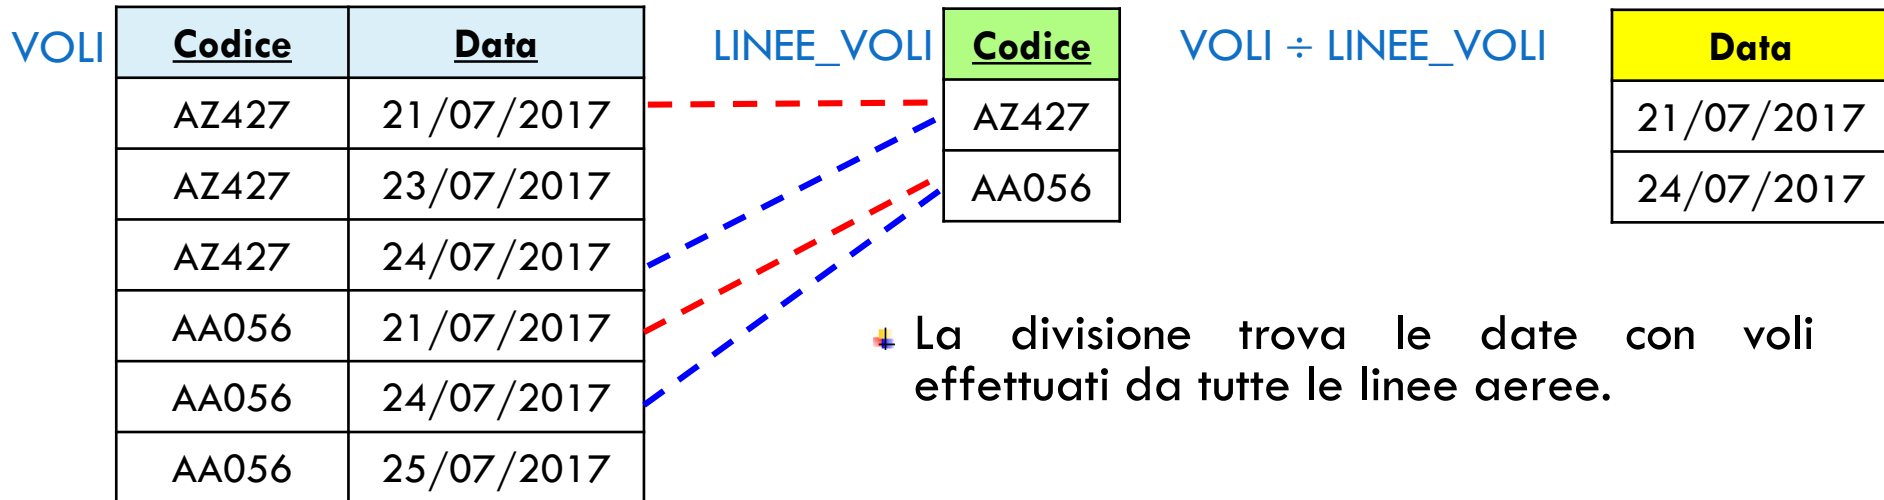 VOLI
Codice Data
AZ427 21/07/2017
AZ427 23/07/2017
AZ427 24/07/2017
AA056 21/07/2017
AA056 24/07/2017
AA056 25/07/2017
LINEE_VOLI
Codice
AZ427
AA056
VOLI ÷ LINEE_VOLI
Data
21/07/2017
24/07/2017
La divisione trova le date con voli
effettuati da tutte le linee aeree.